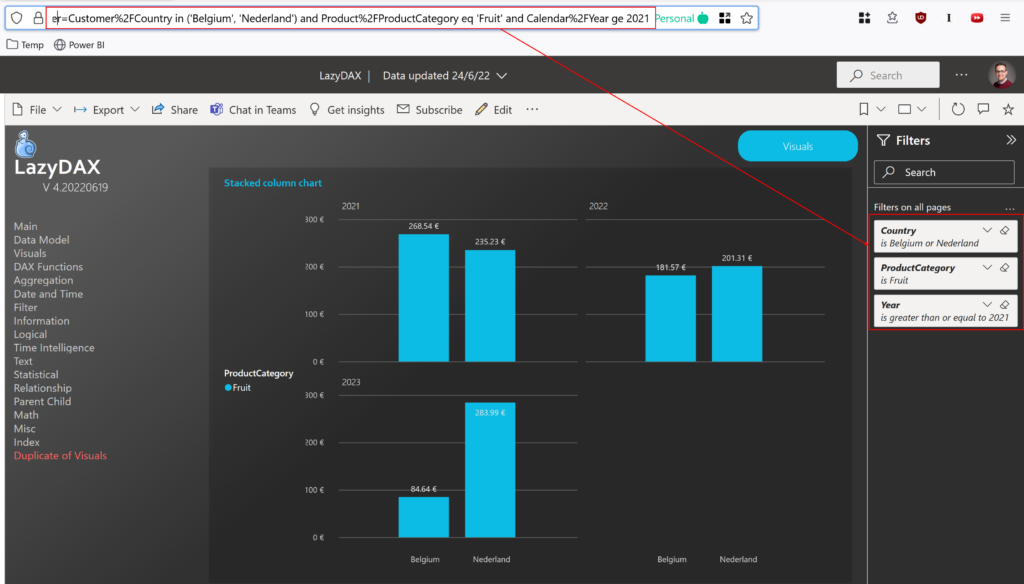 er=Customer%2FCountry in ('Belgium', 'Nederland') and Product%2FProductCategory eq 'Fruit' and Calendar%2FYear ge 2021 Personal
Temp Power BI
LazyDAX | Data updated 24/6/22
Search
File Export Share Chat in Teams Get insights Subscribe Edit
LazyDAX
V 4.20220619
Main
Data Model
Visuals
DAX Functions
Aggregation
Date and Time
Filter
Information
Logical
Time Intelligence
Text
Statistical
Relationship
Parent Child
Math
Misc
Index
Duplicate of Visuals
Visuals
Stacked column chart
ProductCategory
Fruit
2021
300 €
200 €
100 €
0 €
268.54 €
235.23 €
2022
181.57 €
201.31 €
2023
300 €
200 €
100 €
0 €
84.64 €
283.99 €
Belgium Nederland
Belgium Nederland
Filters
Search
Filters on all pages
Country
is Belgium or Nederland
ProductCategory
is Fruit
Year
is greater than or equal to 2021